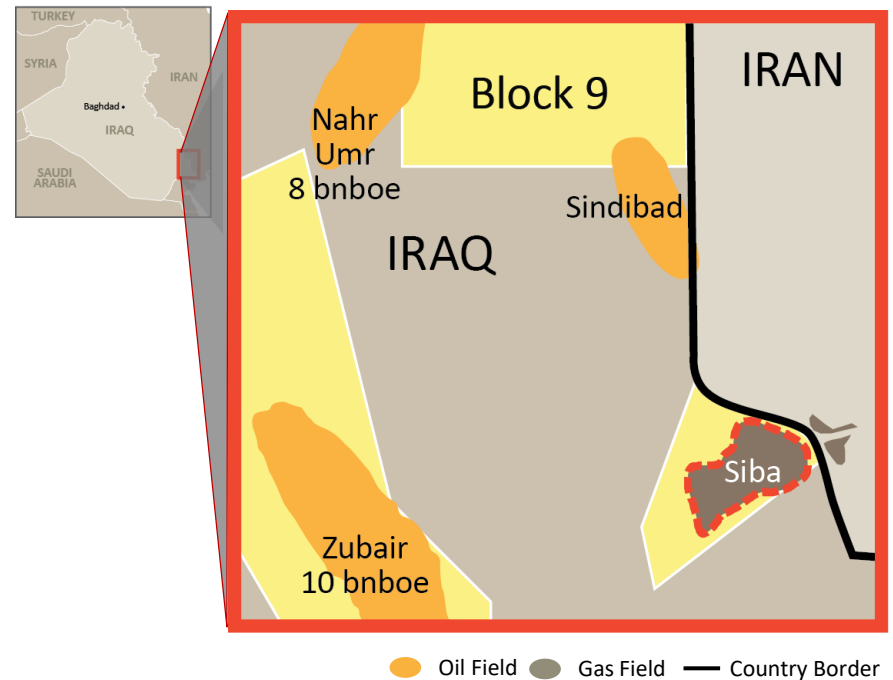 TURKEY
SYRIA
IRAN
Baghdad
IRAQ
SAUDI
ARABIA
IRAN
Block 9
Nahr
Umr
8 bnboe
Sindibad
IRAQ
Siba
Zubair
10 bnboe
Oil Field
Gas Field
Country Border